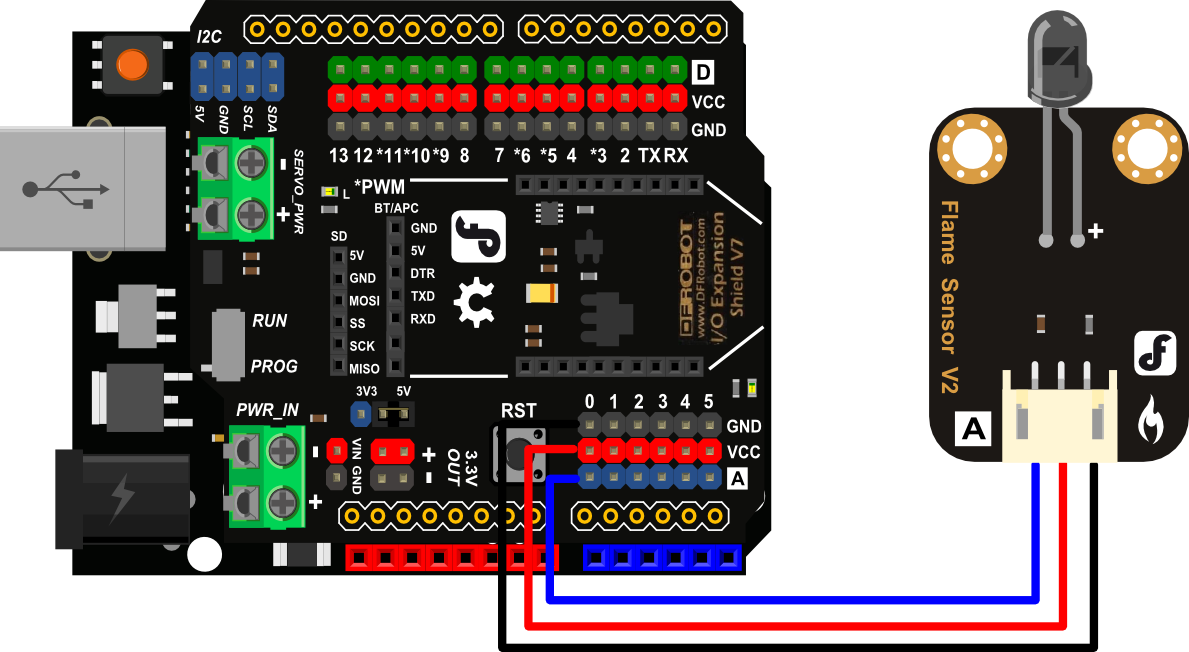 I2C
5V GND SCL SDA
D
VCC
GND
13 12 *11 *10 *9 8 7 *6 *5 4 *3 2 TX RX
SERVO_PWR
-
+
L
*PWM
BT/APC
GND
5V
DTR
TXD
RXD
SD
5V
GND
MOSI
SS
SCK
MISO
DFROBOT
www.DFRobot.com
I/O Expansion
Shield V7
RUN
PROG
3V3 5V
PWR_IN
-
+
- VIN
GND
+
-
3.3V
OUT
RST
0 1 2 3 4 5
GND
VCC
A
+
Flame Sensor V2
A